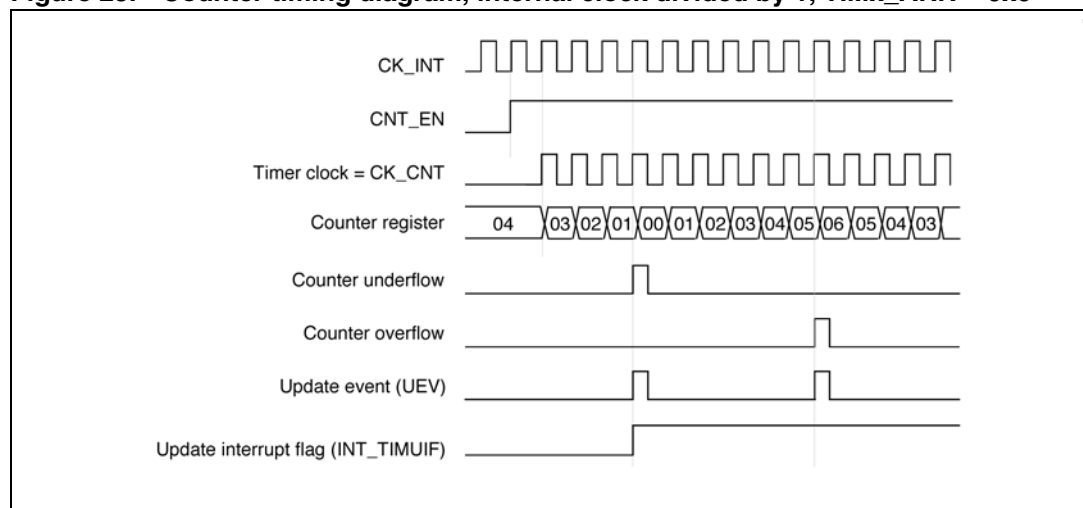 CK_INT
CNT_EN
Timer clock = CK_CNT
Counter register 04 03 02 01 00 01 02 03 04 05 06 05 04 03
Counter underflow
Counter overflow
Update event (UEV)
Update interrupt flag (INT_TIMUIF)